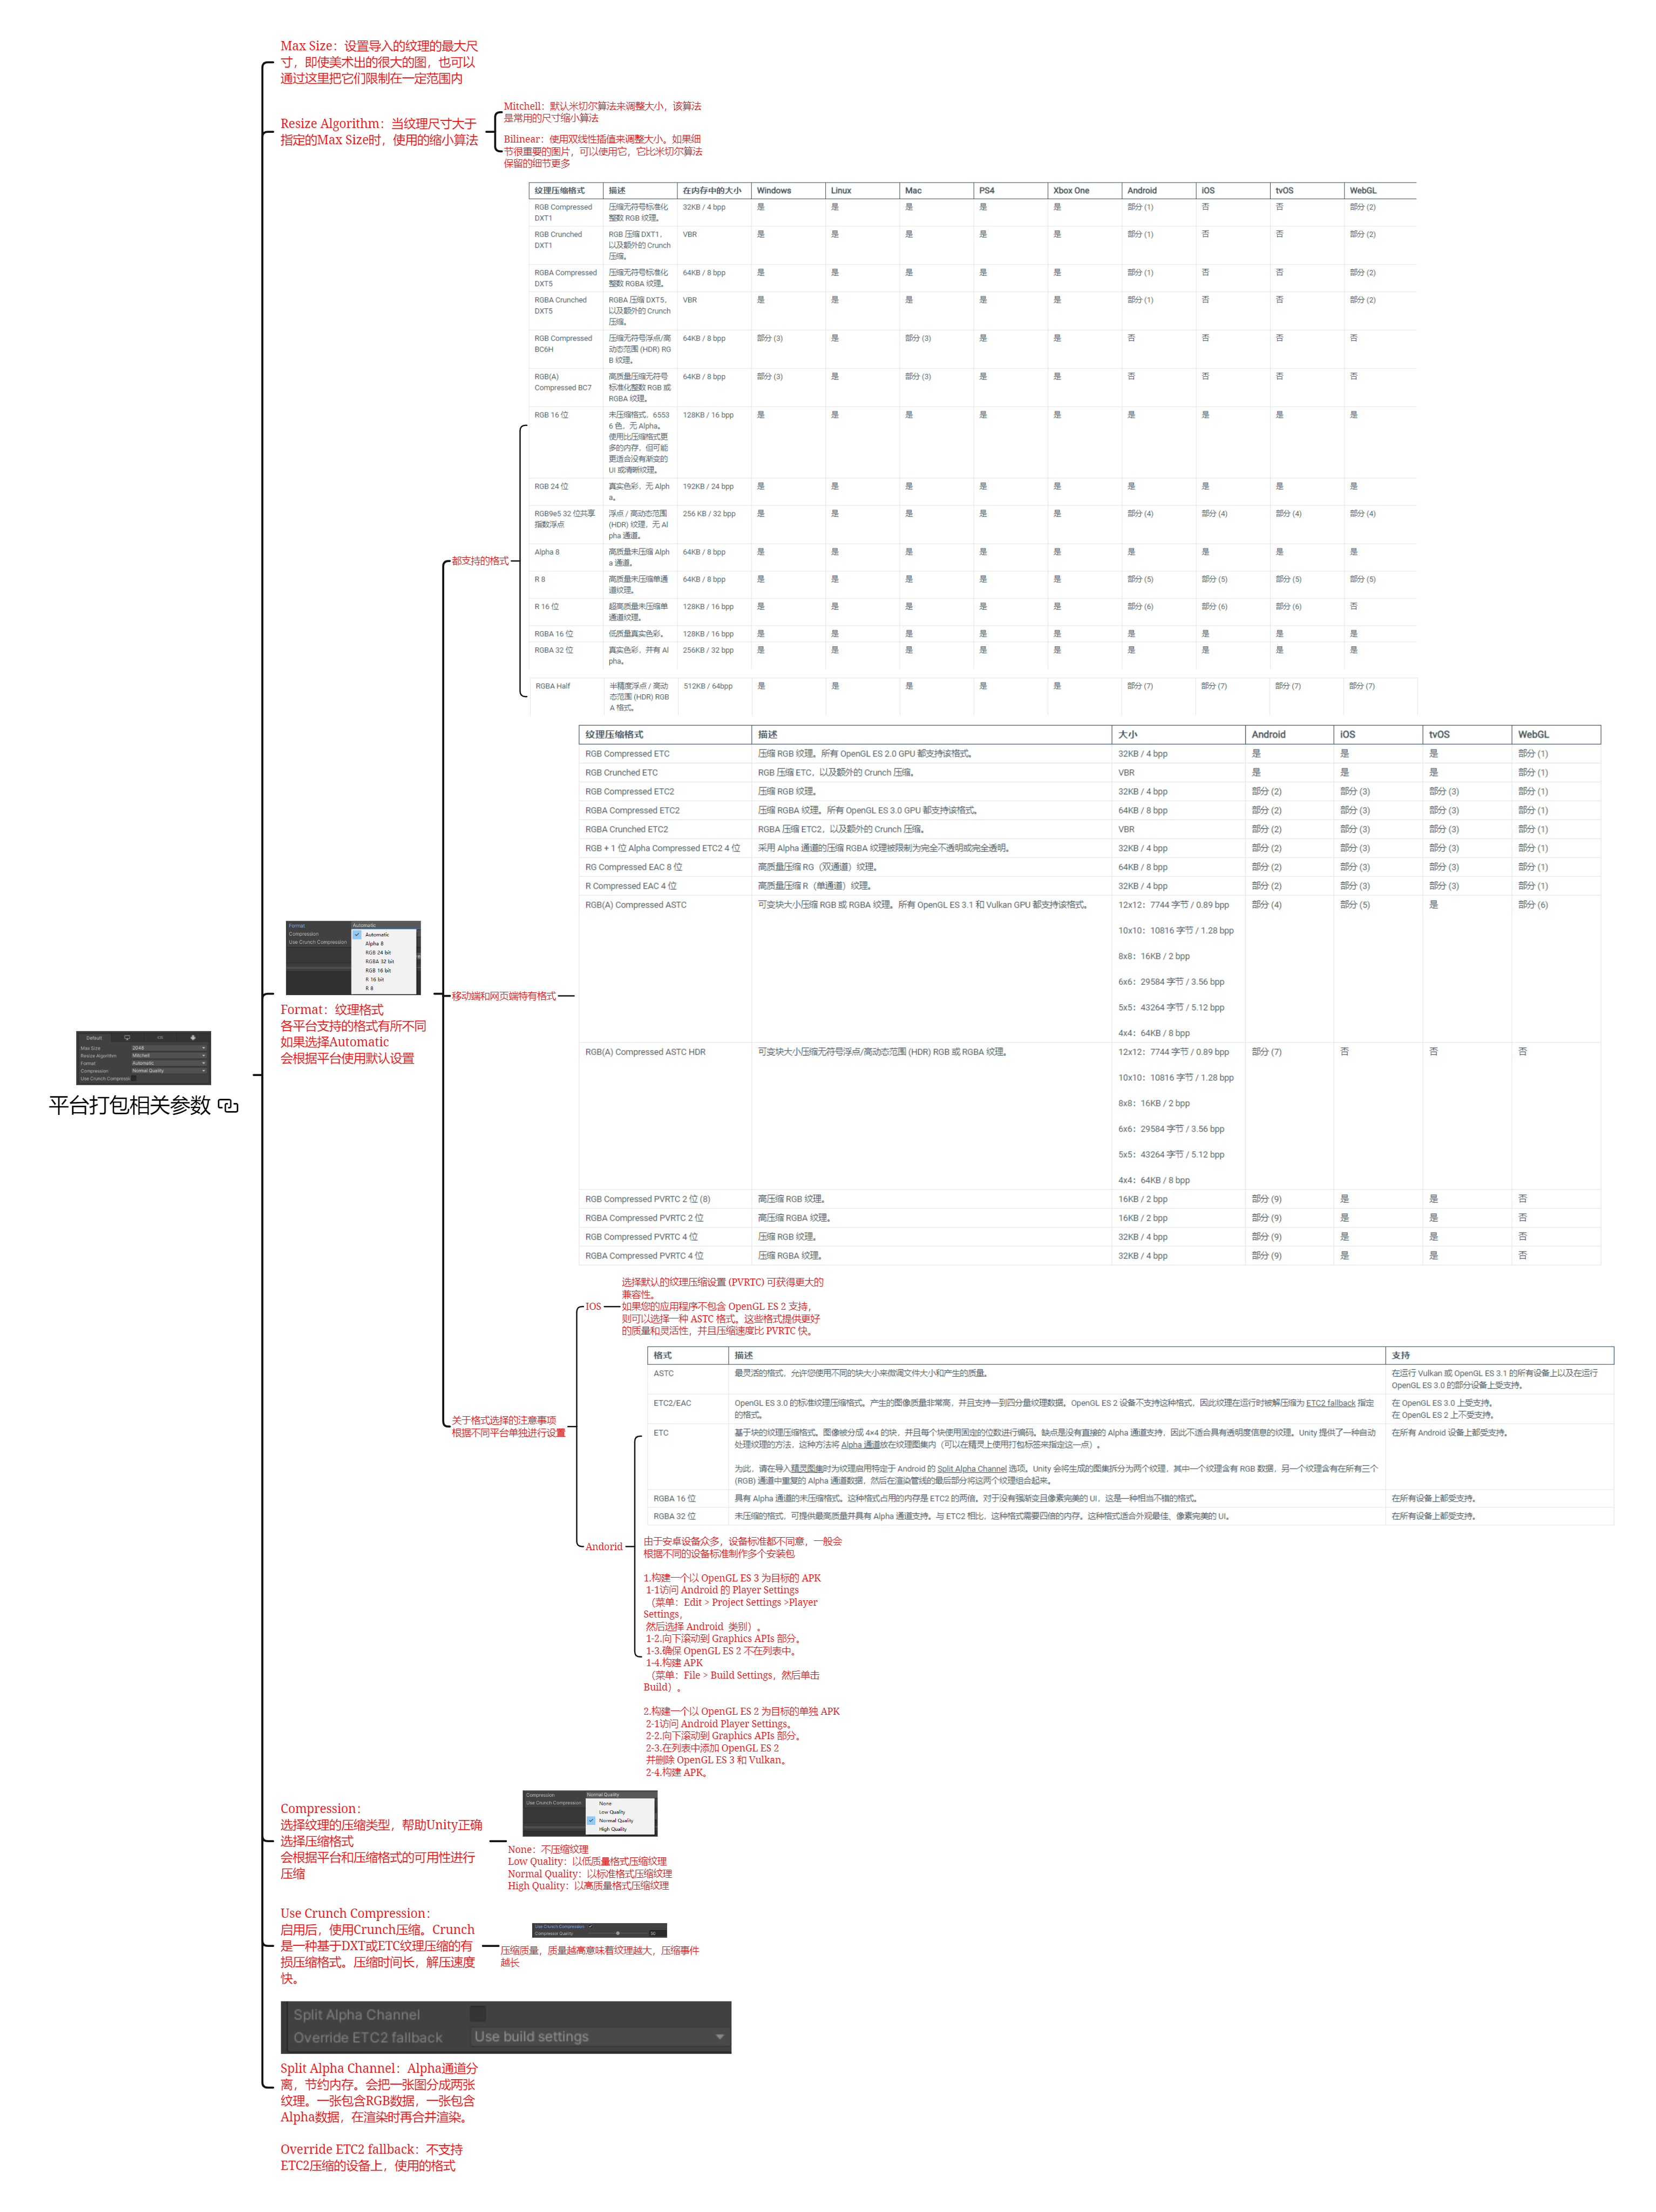 Max Size：设置导入的纹理的最大尺
寸，即使美术出的很大的图，也可以
通过这里把它们限制在一定范围内
Resize Algorithm：当纹理尺寸大于
指定的Max Size时，使用的缩小算法
Mitchell：默认米切尔算法来调整大小，该算法
是常用的尺寸缩小算法
Bilinear：使用双线性插值来调整大小。如果细
节很重要的图片，可以使用它，它比米切尔算法
保留的细节更多
纹理压缩格式 描述 在内存中的大小 Windows Linux Mac PS4 Xbox One Android iOS tvOS WebGL
RGB Compressed 压缩无符号标准化 32KB / 4 bpp 是 是 是 是 是 部分 (1) 否 否 部分 (2)
DXT1 整数 RGB 纹理。
RGB Crunched RGB 压缩 DXT1， VBR 是 是 是 是 是 部分 (1) 否 否 部分 (2)
DXT1 以及额外的 Crunch
压缩。
RGBA Compressed 压缩无符号标准化 64KB / 8 bpp 是 是 是 是 是 部分 (1) 否 否 部分 (2)
DXT5 整数 RGBA 纹理。
RGBA Crunched RGBA 压缩 DXT5， VBR 是 是 是 是 是 部分 (1) 否 否 部分 (2)
DXT5 以及额外的 Crunch
压缩。
RGB Compressed 压缩无符号浮点/高 64KB / 8 bpp 部分 (3) 是 部分 (3) 是 是 否 否 否 否
BC6H 动态范围 (HDR) RG
B 纹理。
RGB(A) 高质量压缩无符号 64KB / 8 bpp 部分 (3) 是 部分 (3) 是 是 否 否 否 否
Compressed BC7 标准化整数 RGB 或
RGBA 纹理。
RGB 16 位 未压缩格式，6553 128KB / 16 bpp 是 是 是 是 是 是 是 是 是
6 色，无 Alpha。
使用比压缩格式更
多的内存，但可能
更适合没有渐变的
UI 或清晰纹理。
RGB 24 位 真实色彩，无 Alph 192KB / 24 bpp 是 是 是 是 是 是 是 是 是
a。
RGB9e5 32 位共享 浮点 / 高动态范围 256 KB / 32 bpp 是 是 是 是 是 部分 (4) 部分 (4) 部分 (4) 部分 (4)
指数浮点 (HDR) 纹理，无 Al
pha 通道。
Alpha 8 高质量未压缩 Alph 64KB / 8 bpp 是 是 是 是 是 是 是 是 是
a 通道。
R 8 高质量未压缩单通 64KB / 8 bpp 是 是 是 是 是 部分 (5) 部分 (5) 部分 (5) 部分 (5)
道纹理。
R 16 位 超高质量未压缩单 128KB / 16 bpp 是 是 是 是 是 部分 (6) 部分 (6) 部分 (6) 否
通道纹理。
RGBA 16 位 低质量真实色彩。 128KB / 16 bpp 是 是 是 是 是 是 是 是 是
RGBA 32 位 真实色彩，并有 Al 256KB / 32 bpp 是 是 是 是 是 是 是 是 是
pha。
RGBA Half 半精度浮点 / 高动 512KB / 64bpp 是 是 是 是 是 部分 (7) 部分 (7) 部分 (7) 部分 (7)
态范围 (HDR) RGB
A 格式。
都支持的格式
纹理压缩格式 描述 大小 Android iOS tvOS WebGL
RGB Compressed ETC 压缩 RGB 纹理。所有 OpenGL ES 2.0 GPU 都支持该格式。 32KB / 4 bpp 是 是 是 部分 (1)
RGB Crunched ETC RGB 压缩 ETC，以及额外的 Crunch 压缩。 VBR 是 是 是 部分 (1)
RGB Compressed ETC2 压缩 RGB 纹理。 32KB / 4 bpp 部分 (2) 部分 (3) 部分 (3) 部分 (1)
RGBA Compressed ETC2 压缩 RGBA 纹理。所有 OpenGL ES 3.0 GPU 都支持该格式。 64KB / 8 bpp 部分 (2) 部分 (3) 部分 (3) 部分 (1)
RGBA Crunched ETC2 RGBA 压缩 ETC2，以及额外的 Crunch 压缩。 VBR 部分 (2) 部分 (3) 部分 (3) 部分 (1)
RGB + 1 位 Alpha Compressed ETC2 4 位 采用 Alpha 通道的压缩 RGBA 纹理被限制为完全不透明或完全透明。 32KB / 4 bpp 部分 (2) 部分 (3) 部分 (3) 部分 (1)
RG Compressed EAC 8 位 高质量压缩 RG（双通道）纹理。 64KB / 8 bpp 部分 (2) 部分 (3) 部分 (3) 部分 (1)
R Compressed EAC 4 位 高质量压缩 R（单通道）纹理。 32KB / 4 bpp 部分 (2) 部分 (3) 部分 (3) 部分 (1)
RGB(A) Compressed ASTC 可变块大小压缩 RGB 或 RGBA 纹理。所有 OpenGL ES 3.1 和 Vulkan GPU 都支持该格式。 12x12：7744 字节 / 0.89 bpp 部分 (4) 部分 (5) 是 部分 (6)
10x10：10816 字节 / 1.28 bpp
8x8：16KB / 2 bpp
6x6：29584 字节 / 3.56 bpp
5x5：43264 字节 / 5.12 bpp
4x4：64KB / 8 bpp
RGB(A) Compressed ASTC HDR 可变块大小压缩无符号浮点/高动态范围 (HDR) RGB 或 RGBA 纹理。 12x12：7744 字节 / 0.89 bpp 部分 (7) 否 否 否
10x10：10816 字节 / 1.28 bpp
8x8：16KB / 2 bpp
6x6：29584 字节 / 3.56 bpp
5x5：43264 字节 / 5.12 bpp
4x4：64KB / 8 bpp
RGB Compressed PVRTC 2 位 (8) 高压缩 RGB 纹理。 16KB / 2 bpp 部分 (9) 是 是 否
RGBA Compressed PVRTC 2 位 高压缩 RGBA 纹理。 16KB / 2 bpp 部分 (9) 是 是 否
RGB Compressed PVRTC 4 位 压缩 RGB 纹理。 32KB / 4 bpp 部分 (9) 是 是 否
RGBA Compressed PVRTC 4 位 压缩 RGBA 纹理。 32KB / 4 bpp 部分 (9) 是 是 否
移动端和网页端特有格式
Format Automatic
Compression Automatic
Use Crunch Compression Alpha 8
RGB 24 bit
RGBA 32 bit
RGB 16 bit
R 16 bit
R 8
Format：纹理格式
各平台支持的格式有所不同
如果选择Automatic
会根据平台使用默认设置
Default
Max Size 2048
Resize Algorithm Mitchell
Format Automatic
Compression Normal Quality
Use Crunch Compression
平台打包相关参数
选择默认的纹理压缩设置 (PVRTC) 可获得更大的
兼容性。
IOS 如果您的应用程序不包含 OpenGL ES 2 支持，
则可以选择一种 ASTC 格式。这些格式提供更好
的质量和灵活性，并且压缩速度比 PVRTC 快。
格式 描述 支持
ASTC 最灵活的格式，允许您使用不同的块大小来微调文件大小和产生的质量。 在运行 Vulkan 或 OpenGL ES 3.1 的所有设备上以及在运行
OpenGL ES 3.0 的部分设备上受支持。
ETC2/EAC OpenGL ES 3.0 的标准纹理压缩格式。产生的图像质量非常高，并且支持一到四分量纹理数据。OpenGL ES 2 设备不支持这种格式，因此纹理在运行时被解压缩为 ETC2 fallback 指定 在 OpenGL ES 3.0 上受支持。
的格式。 在 OpenGL ES 2 上不受支持。
ETC 基于块的纹理压缩格式。图像被分成 4×4 的块，并且每个块使用固定的位数进行编码。缺点是没有直接的 Alpha 通道支持，因此不适合具有透明度信息的纹理。Unity 提供了一种自动 在所有 Android 设备上都受支持。
处理纹理的方法，这种方法将 Alpha 通道放在纹理图集内（可以在精灵上使用打包标签来指定这一点）。
为此，请在导入精灵图集时为纹理启用特定于 Android 的 Split Alpha Channel 选项。Unity 会将生成的图集拆分为两个纹理，其中一个纹理含有 RGB 数据，另一个纹理含有在所有三个
(RGB) 通道中重复的 Alpha 通道数据，然后在渲染管线的最后部分将这两个纹理组合起来。
RGBA 16 位 具有 Alpha 通道的未压缩格式。这种格式占用的内存是 ETC2 的两倍。对于没有强渐变且像素完美的 UI，这是一种相当不错的格式。 在所有设备上都受支持。
RGBA 32 位 未压缩的格式，可提供最高质量并具有 Alpha 通道支持。与 ETC2 相比，这种格式需要四倍的内存。这种格式适合外观最佳，像素完美的 UI。 在所有设备上都受支持。
关于格式选择的注意事项
根据不同平台单独进行设置
Andorid
由于安卓设备众多，设备标准都不同意，一般会
根据不同的设备标准制作多个安装包
1.构建一个以 OpenGL ES 3 为目标的 APK
1-1访问 Android 的 Player Settings
（菜单：Edit > Project Settings >Player
Settings，
然后选择 Android 类别）。
1-2.向下滚动到 Graphics APIs 部分。
1-3.确保 OpenGL ES 2 不在列表中。
1-4.构建 APK
（菜单：File > Build Settings，然后单击
Build）。
2.构建一个以 OpenGL ES 2 为目标的单独 APK
2-1访问 Android Player Settings。
2-2.向下滚动到 Graphics APIs 部分。
2-3.在列表中添加 OpenGL ES 2
并删除 OpenGL ES 3 和 Vulkan。
2-4.构建 APK。
Compression：
选择纹理的压缩类型，帮助Unity正确
选择压缩格式
会根据平台和压缩格式的可用性进行
压缩
Compression Normal Quality
Use Crunch Compression None
Low Quality
Normal Quality
High Quality
None：不压缩纹理
Low Quality：以低质量格式压缩纹理
Normal Quality：以标准格式压缩纹理
High Quality：以高质量格式压缩纹理
Use Crunch Compression：
启用后，使用Crunch压缩。Crunch
是一种基于DXT或ETC纹理压缩的有
损压缩格式。压缩时间长，解压速度
快。
Use Crunch Compression
Compressor Quality
压缩质量，质量越高意味着纹理越大，压缩事件
越长
Split Alpha Channel
Override ETC2 fallback Use build settings
Split Alpha Channel：Alpha通道分
离，节约内存。会把一张图分成两张
纹理。一张包含RGB数据，一张包含
Alpha数据，在渲染时再合并渲染。
Override ETC2 fallback：不支持
ETC2压缩的设备上，使用的格式